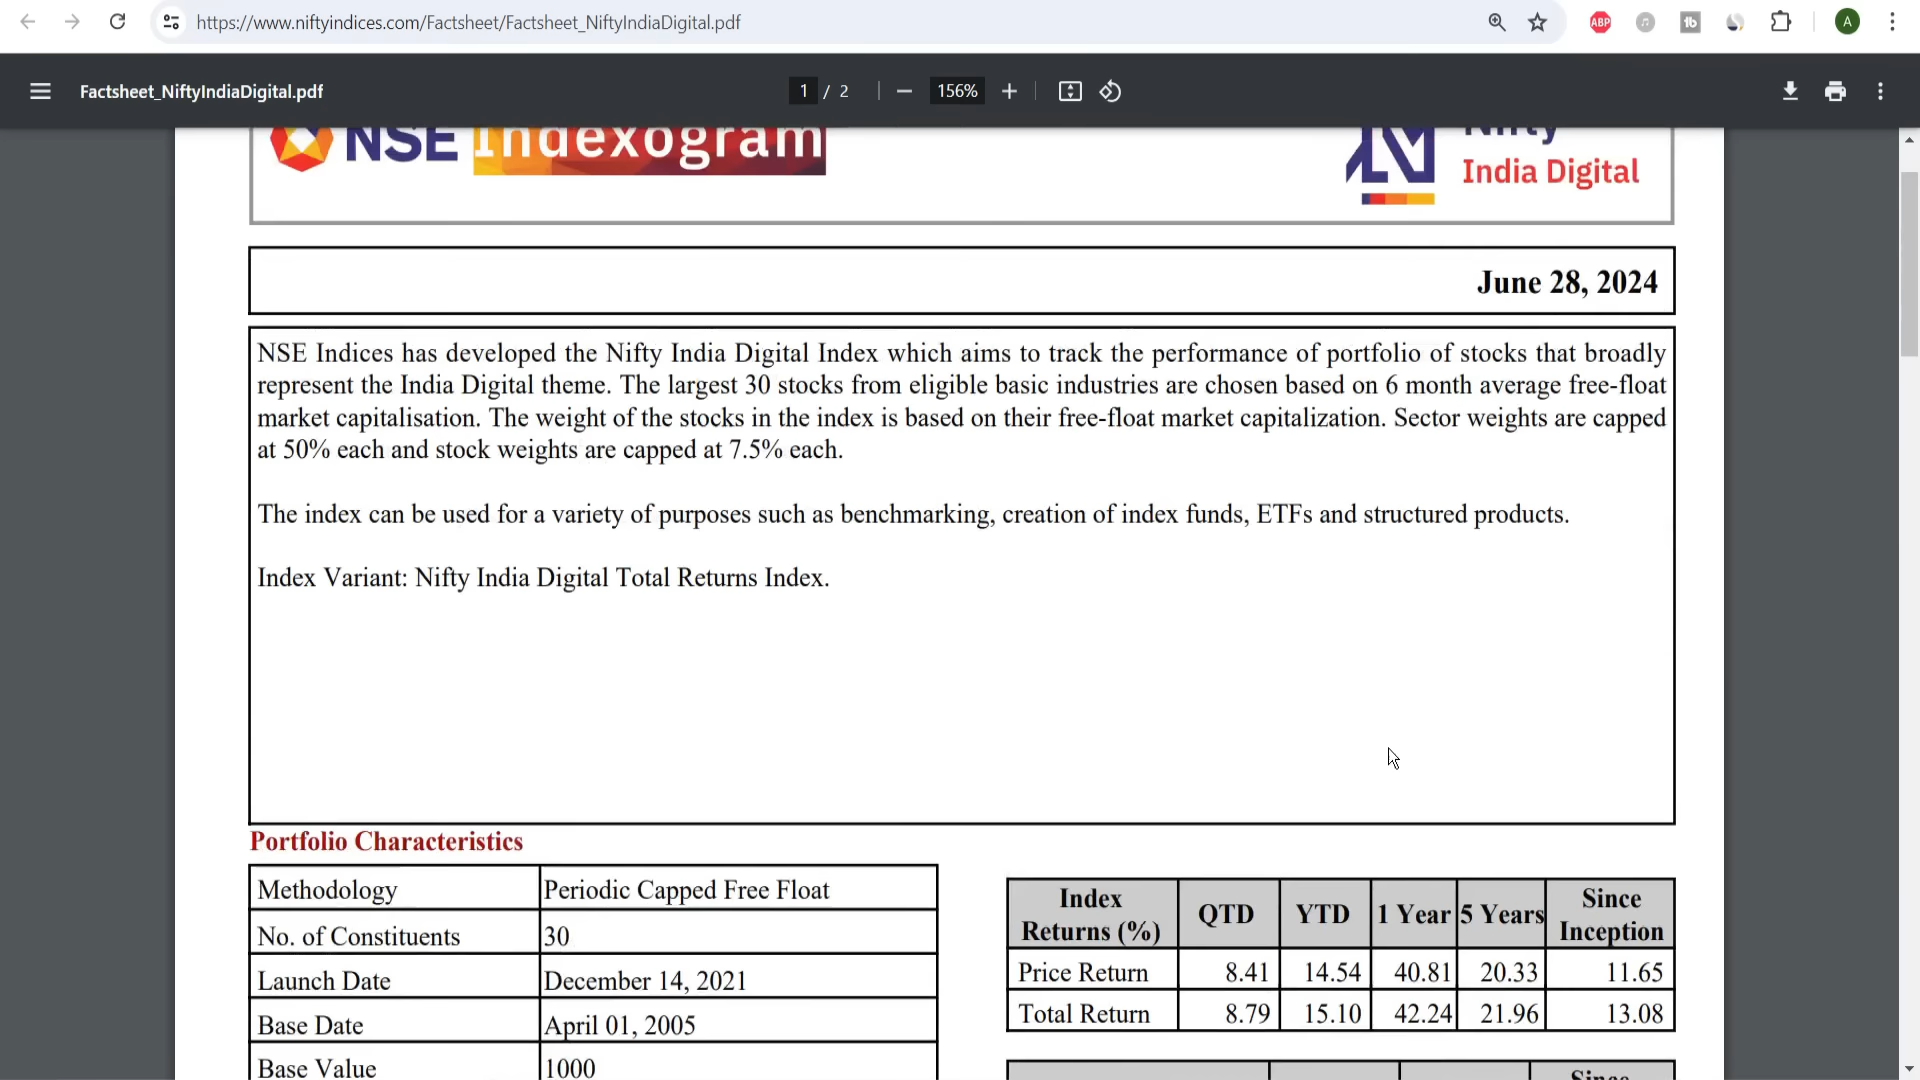 https://www.niftyindices.com/Factsheet/Factsheet_NiftyIndiaDigital.pdf
ABP
A
Factsheet_NiftyIndiaDigital.pdf
1 / 2
156%
NSE Indexogram
Nifty
India Digital
June 28, 2024
NSE Indices has developed the Nifty India Digital Index which aims to track the performance of portfolio of stocks that broadly
represent the India Digital theme. The largest 30 stocks from eligible basic industries are chosen based on 6 month average free-float
market capitalisation. The weight of the stocks in the index is based on their free-float market capitalization. Sector weights are capped
at 50% each and stock weights are capped at 7.5% each.
The index can be used for a variety of purposes such as benchmarking, creation of index funds, ETFs and structured products.
Index Variant: Nifty India Digital Total Returns Index.
Portfolio Characteristics
Methodology Periodic Capped Free Float
No. of Constituents 30
Launch Date December 14, 2021
Base Date April 01, 2005
Base Value 1000
Index Returns (%) QTD YTD 1 Year 5 Years Since Inception
Price Return 8.41 14.54 40.81 20.33 11.65
Total Return 8.79 15.10 42.24 21.96 13.08
Since